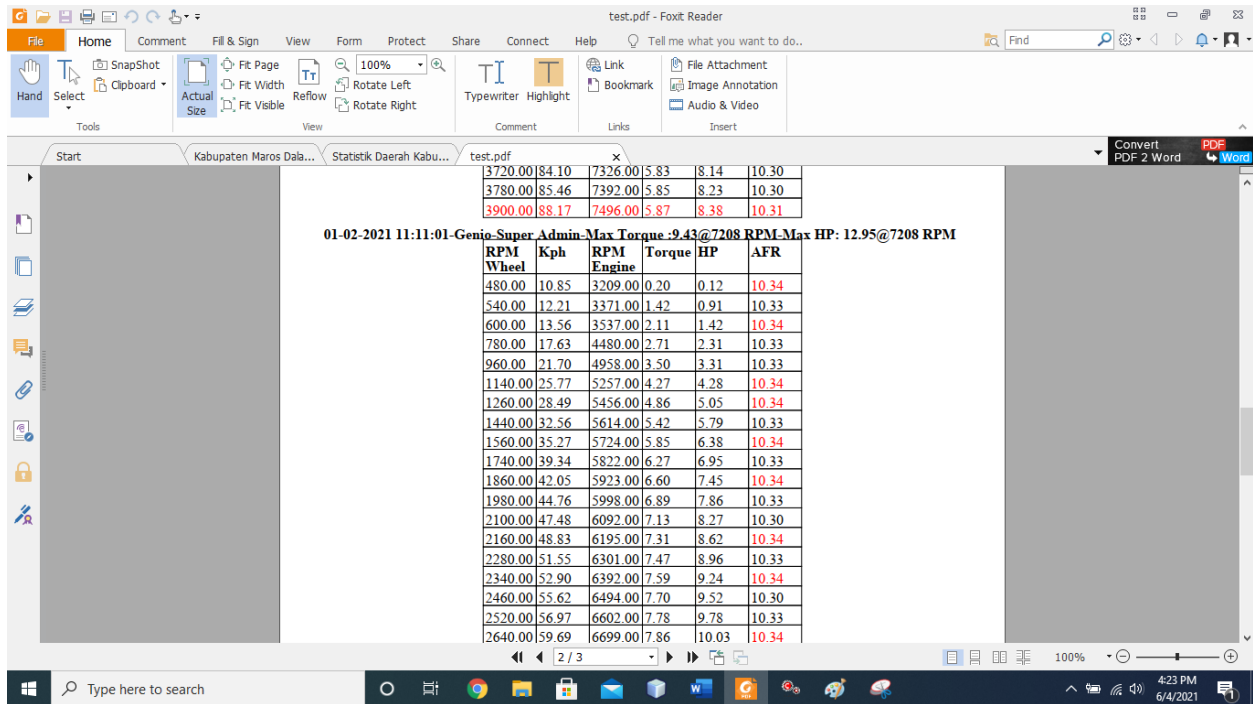 test.pdf - Foxit Reader
File Home Comment Fill & Sign View Form Protect Share Connect Help Tell me what you want to do.. Find
Hand
Select
SnapShot
Clipboard
Actual Size
Fit Page
Fit Width
Fit Visible
Reflow
100%
Rotate Left
Rotate Right
Typewriter Highlight
Link
Bookmark
File Attachment
Image Annotation
Audio & Video
Tools View Comment Links Insert
Start Kabupaten Maros Dala... Statistik Daerah Kabu... test.pdf
Convert PDF
PDF 2 Word Word
3720.00 84.10 7326.00 5.83 8.14 10.30
3780.00 85.46 7392.00 5.85 8.23 10.30
3900.00 88.17 7496.00 5.87 8.38 10.31
01-02-2021 11:11:01-Genio-Super Admin-Max Torque :9.43@7208 RPM-Max HP: 12.95@7208 RPM
RPM Wheel Kph RPM Engine Torque HP AFR
480.00 10.85 3209.00 0.20 0.12 10.34
540.00 12.21 3371.00 1.42 0.91 10.33
600.00 13.56 3537.00 2.11 1.42 10.34
780.00 17.63 4480.00 2.71 2.31 10.33
960.00 21.70 4958.00 3.50 3.31 10.33
1140.00 25.77 5257.00 4.27 4.28 10.34
1260.00 28.49 5456.00 4.86 5.05 10.34
1440.00 32.56 5614.00 5.42 5.79 10.33
1560.00 35.27 5724.00 5.85 6.38 10.34
1740.00 39.34 5822.00 6.27 6.95 10.33
1860.00 42.05 5923.00 6.60 7.45 10.34
1980.00 44.76 5998.00 6.89 7.86 10.33
2100.00 47.48 6092.00 7.13 8.27 10.30
2160.00 48.83 6195.00 7.31 8.62 10.34
2280.00 51.55 6301.00 7.47 8.96 10.33
2340.00 52.90 6392.00 7.59 9.24 10.34
2460.00 55.62 6494.00 7.70 9.52 10.30
2520.00 56.97 6602.00 7.78 9.78 10.33
2640.00 59.69 6699.00 7.86 10.03 10.34
2 / 3 100%
Type here to search
4:23 PM
6/4/2021